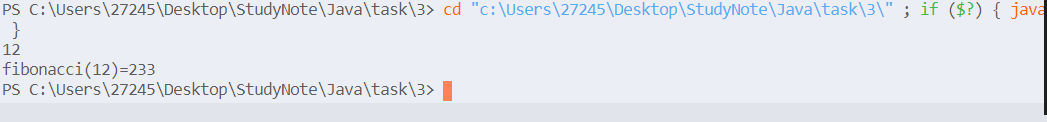 PS C:\Users\27245\Desktop\StudyNote\Java\task\3> cd "c:\Users\27245\Desktop\StudyNote\Java\task\3\" ; if ($?) { java
}
12
fibonacci(12)=233
PS C:\Users\27245\Desktop\StudyNote\Java\task\3>